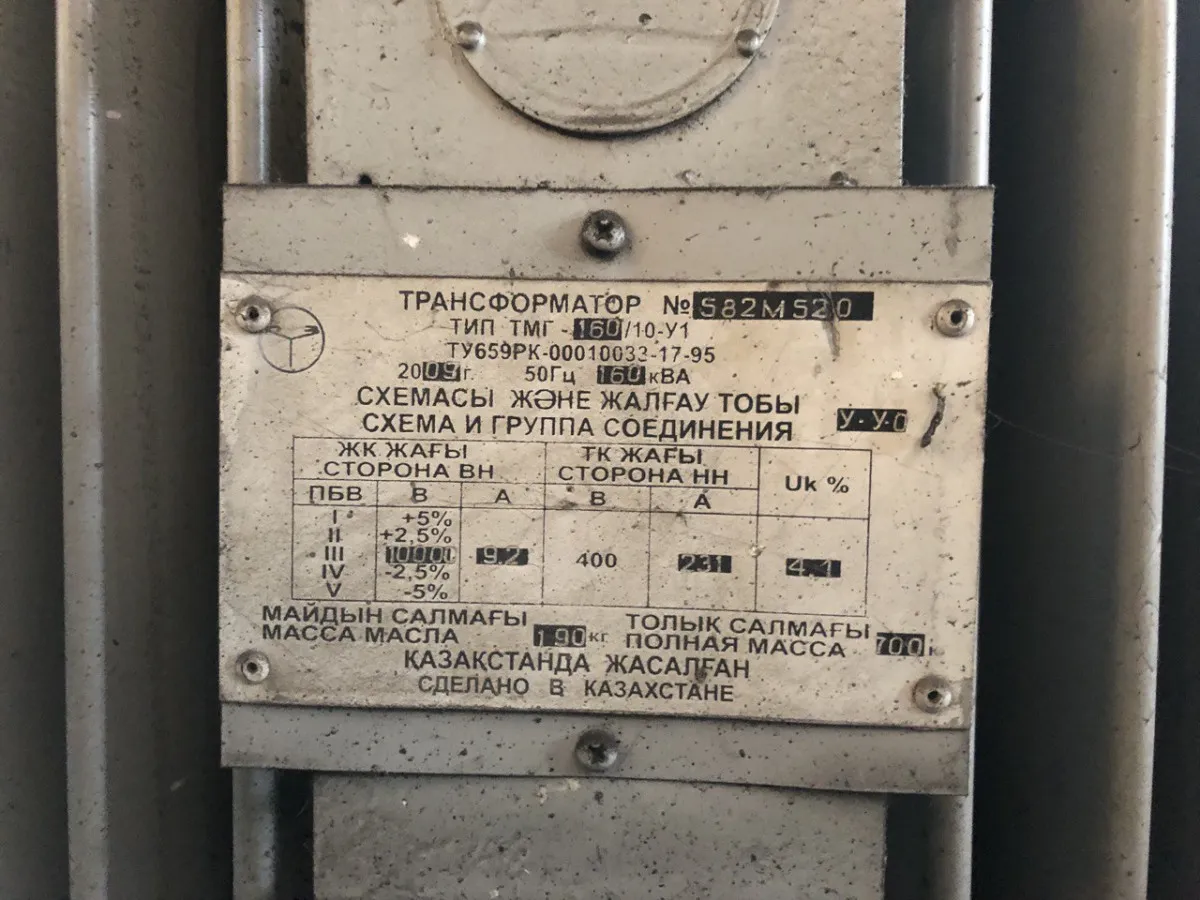 ТРАНСФОРМАТОР № 582M520
ТИП ТМГ-160/10-У1
ТУ659РК-00010033-17-95
2009г. 50Гц 160кВА
СХЕМАСЫ ЖӘНЕ ЖАЛҒАУ ТОБЫ
СХЕМА И ГРУППА СОЕДИНЕНИЯ У-У-0
ЖК ЖАҒЫ ТК ЖАҒЫ
СТОРОНА ВН СТОРОНА НН Uк %
ПБВ В А В А
I +5%
II +2,5%
III 10000 9.2 400 231 4.1
IV -2,5%
V -5%
МАЙДЫН САЛМАҒЫ ТОЛЫҚ САЛМАҒЫ
МАССА МАСЛА 190кг ПОЛНАЯ МАССА 700
ҚАЗАҚСТАНДА ЖАСАЛҒАН
СДЕЛАНО В КАЗАХСТАНЕ